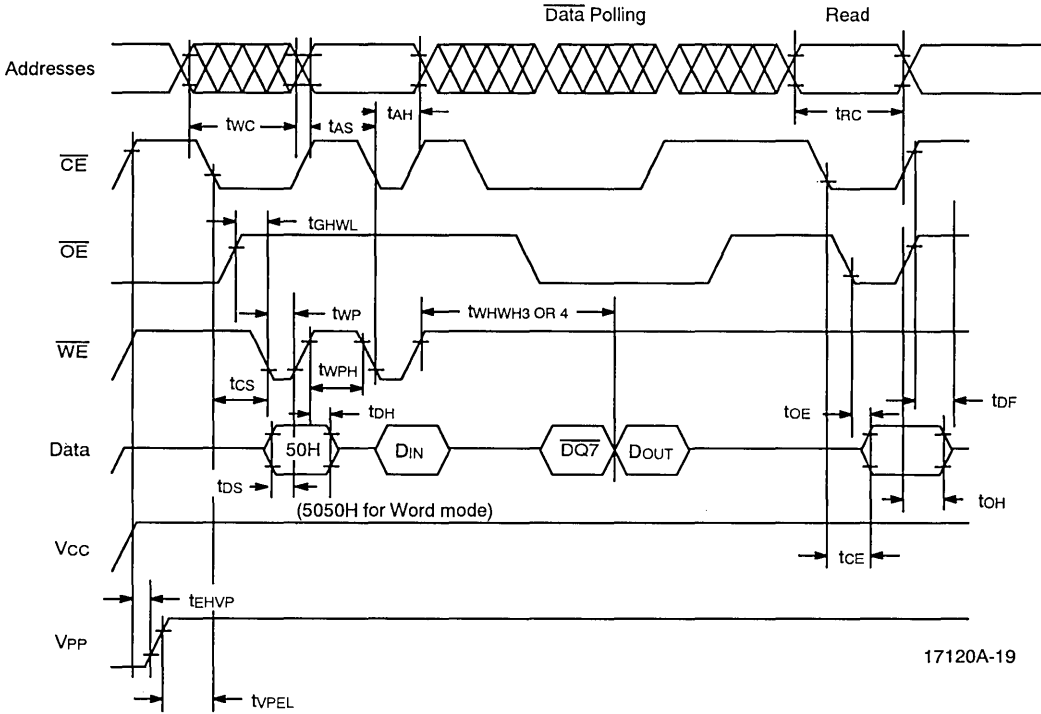 Data Polling
Read
Addresses
tWC
tAS
tAH
tRC
CE
tGHWL
OE
tWP
tWHWH3 OR 4
WE
tWPH
tCS
tDH
tOE
tDF
Data
50H
DIN
DQ7
DOUT
tDS
(5050H for Word mode)
tOH
VCC
tCE
tEHVP
VPP
17120A-19
tVPEL